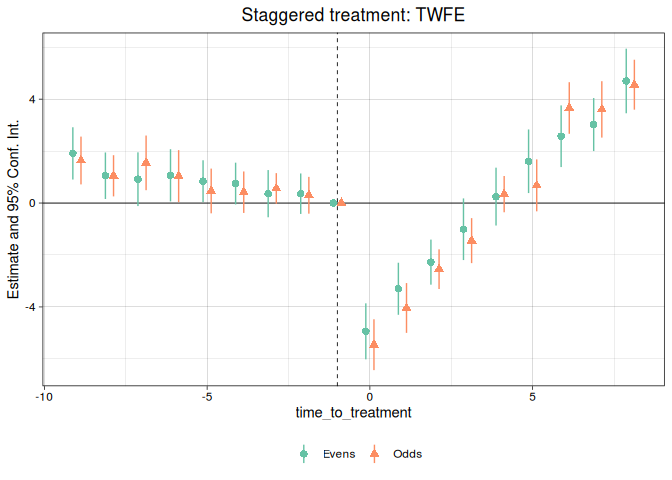 Staggered treatment: TWFE
Estimate and 95% Conf. Int.
4
0
-4
-10
-5
0
5
time_to_treatment
Evens
Odds